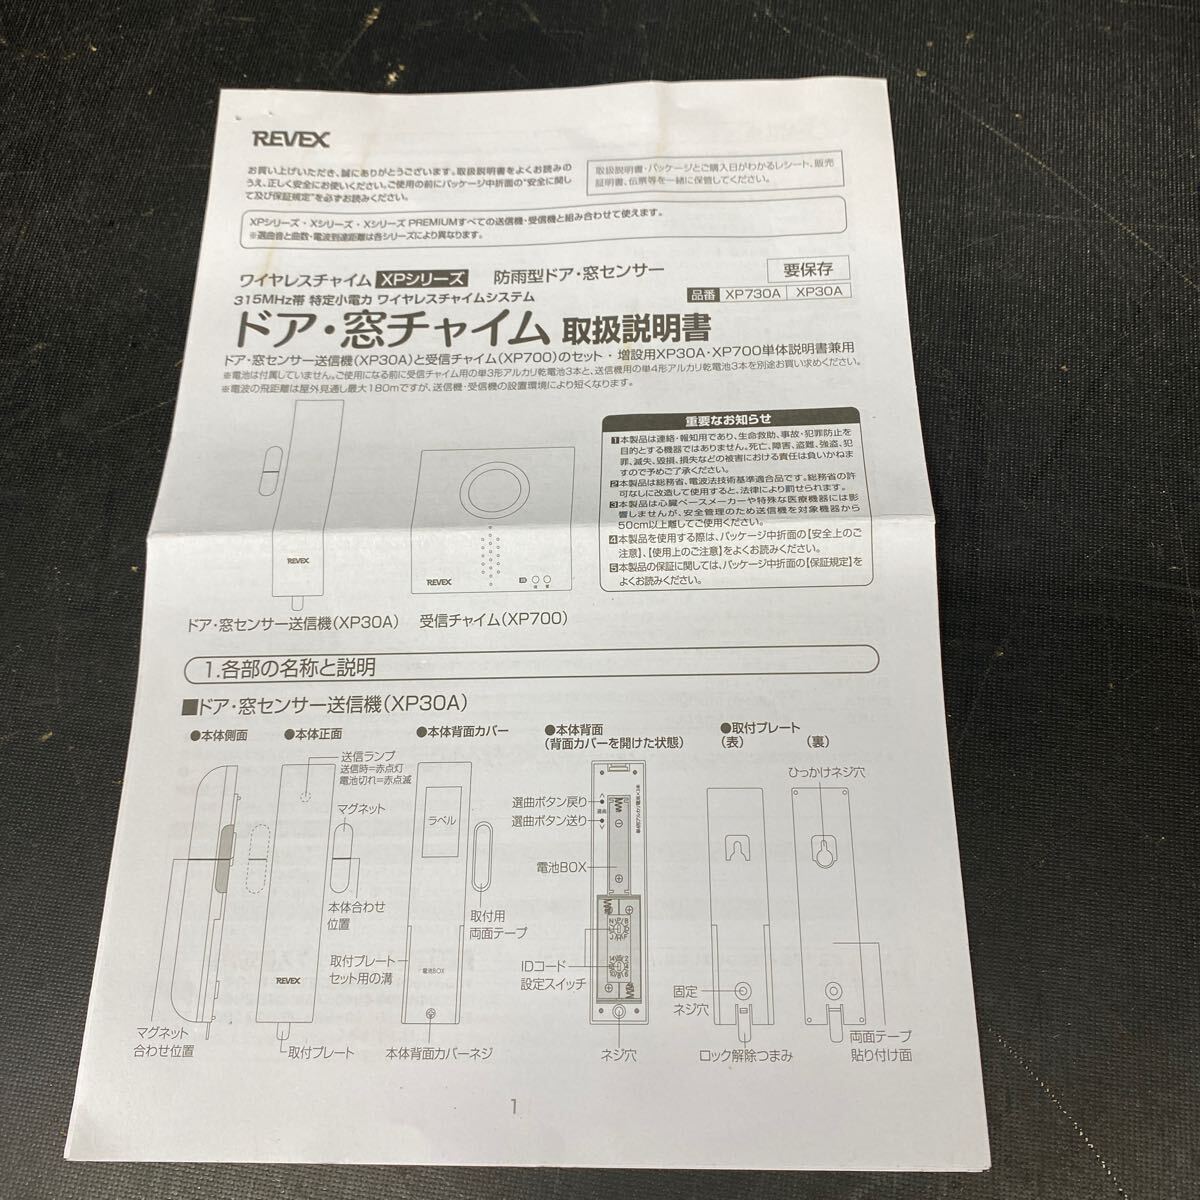 REVEX
お買い上げいただき、誠にありがとうございます。取扱説明書をよくお読みの
うえ、正しく安全にお使いください。ご使用の前にパッケージ中折面の“安全に関し
て及び保証規定”を必ずお読みください。
取扱説明書・パッケージとご購入日がわかるレシート、販売
証明書、伝票等を一緒に保管してください。
XPシリーズ・Xシリーズ・Xシリーズ PREMIUMすべての送信機・受信機と組み合わせて使えます。
※選曲音と曲数・電波到達距離は各シリーズにより異なります。
ワイヤレスチャイム XPシリーズ 防雨型ドア・窓センサー
要保存
315MHz帯 特定小電力 ワイヤレスチャイムシステム
品番 XP730A XP30A
ドア・窓チャイム 取扱説明書
ドア・窓センサー送信機(XP30A)と受信チャイム(XP700)のセット・増設用XP30A・XP700単体説明書兼用
※電池は付属していません。ご使用になる前に受信チャイム用の単3形アルカリ乾電池3本と、送信機用の単4形アルカリ乾電池3本を別途お買い求めください。
※電波の飛距離は屋外見通し最大180mですが、送信機・受信機の設置環境により短くなります。
重要なお知らせ
1本製品は連絡・報知用であり、生命救助、事故・犯罪防止を
目的とする機器ではありません。死亡、障害、盗難、強盗、犯
罪、滅失、毀損、損失などの被害における責任は負いかねま
すので予めご了承ください。
2本製品は総務省、電波法技術基準適合品です。総務省の許
可なしに改造して使用すると、法律により罰せられます。
3本製品は心臓ペースメーカーや特殊な医療機器には影
響しませんが、安全管理のため送信機を対象機器から
50cm以上離してご使用ください。
4本製品を使用する際は、パッケージ中折面の【安全上のご
注意】、【使用上のご注意】をよくお読みください。
5本製品の保証に関しては、パッケージ中折面の【保証規定】を
よくお読みください。
REVEX
REVEX
ドア・窓センサー送信機(XP30A)
受信チャイム(XP700)
1.各部の名称と説明
■ドア・窓センサー送信機(XP30A)
●本体側面
●本体正面
●本体背面カバー
●本体背面
(背面カバーを開けた状態)
●取付プレート
(表)
(裏)
送信ランプ
送信時=赤点灯
電池切れ=赤点滅
マグネット
本体合わせ
位置
取付プレート
セット用の溝
REVEX
マグネット
合わせ位置
取付プレート
ラベル
電池BOX
取付用
両面テープ
本体背面カバーネジ
選曲ボタン戻り
選曲
選曲ボタン送り
電池BOX
IDコード
設定スイッチ
ネジ穴
ひっかけネジ穴
固定
ネジ穴
ロック解除つまみ
両面テープ
貼り付け面
1